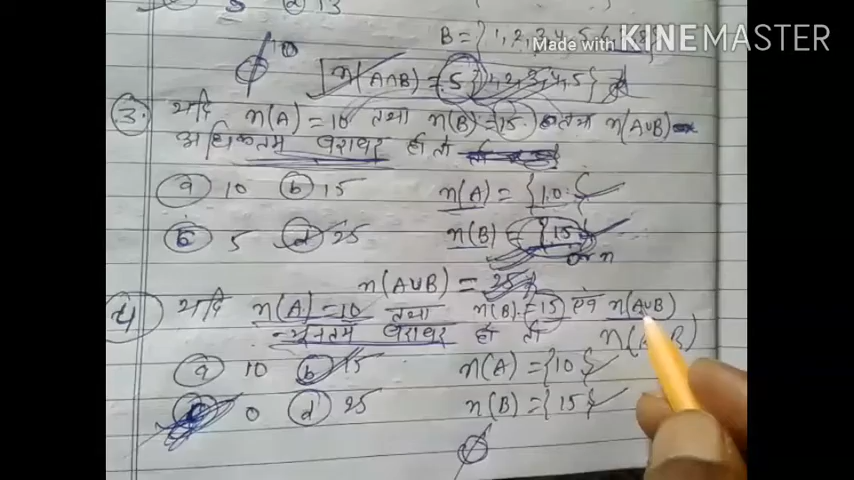 5 d 13
B = {1, 2, 3, 4, 5, 6
Made with KINEMASTER
n(A∩B) = {5} {1, 2, 3, 4, 5}
3. यदि n(A) = 10 तथा n(B) = 15 तथा n(A∪B)
अधिकतम बराबर हो तो
a 10 b 15 n(A) = {10}
c 5 d 25 n(B) = {15}
n(A∪B) = 25
4 यदि n(A) = 10 तथा n(B) = 15 एवं n(A∪B)
न्यूनतम बराबर हो तो
a 10 b 15 n(A) = {10}
0 d 25 n(B) = {15}